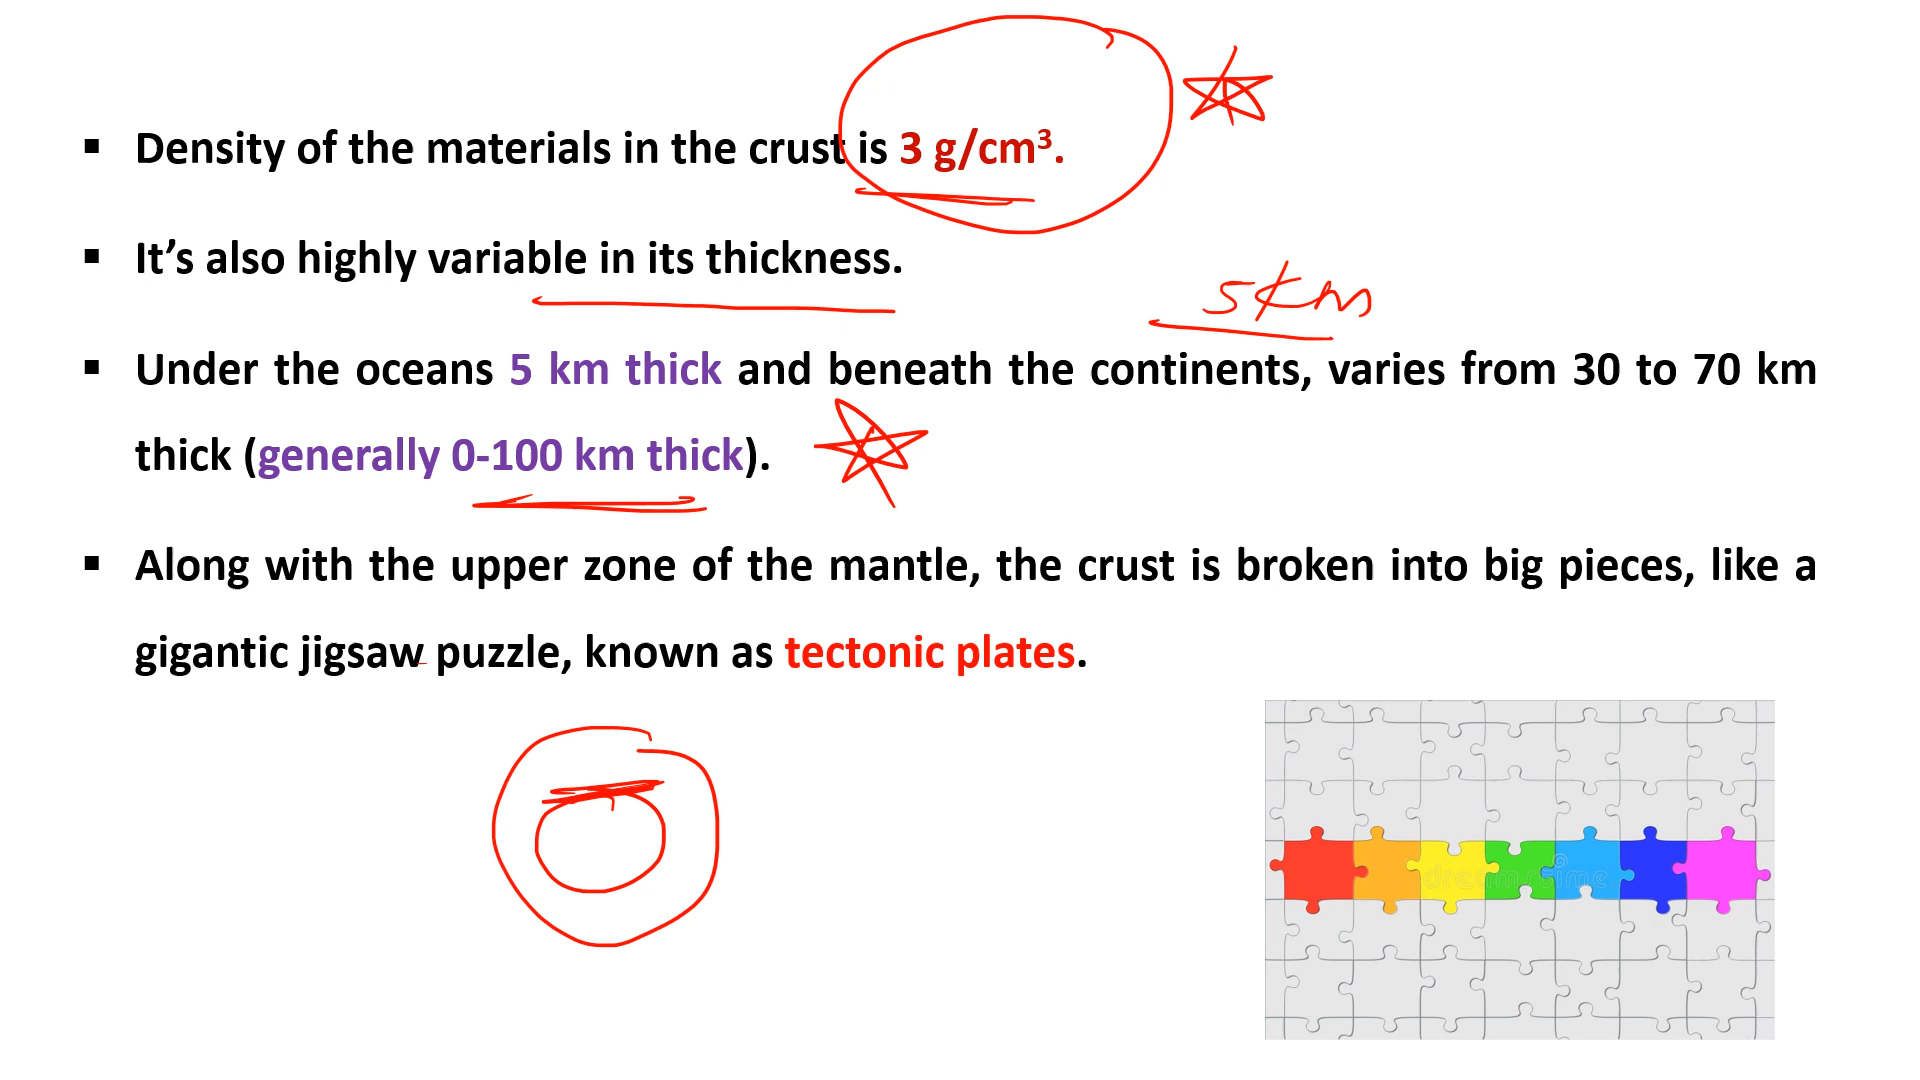 ▪ Density of the materials in the crust is 3 g/cm³.
▪ It’s also highly variable in its thickness.
5km
▪ Under the oceans 5 km thick and beneath the continents, varies from 30 to 70 km
thick (generally 0-100 km thick).
▪ Along with the upper zone of the mantle, the crust is broken into big pieces, like a
gigantic jigsaw puzzle, known as tectonic plates.
dreamstime